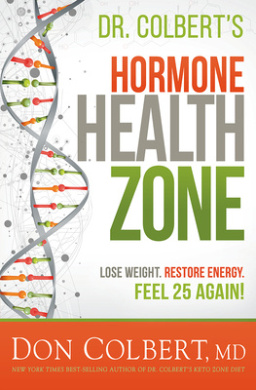 DR. COLBERT'S
HORMONE
HEALTH
ZONE
LOSE WEIGHT. RESTORE ENERGY.
FEEL 25 AGAIN!
DON COLBERT, MD
NEW YORK TIMES BEST-SELLING AUTHOR OF DR. COLBERT'S KETO ZONE DIET